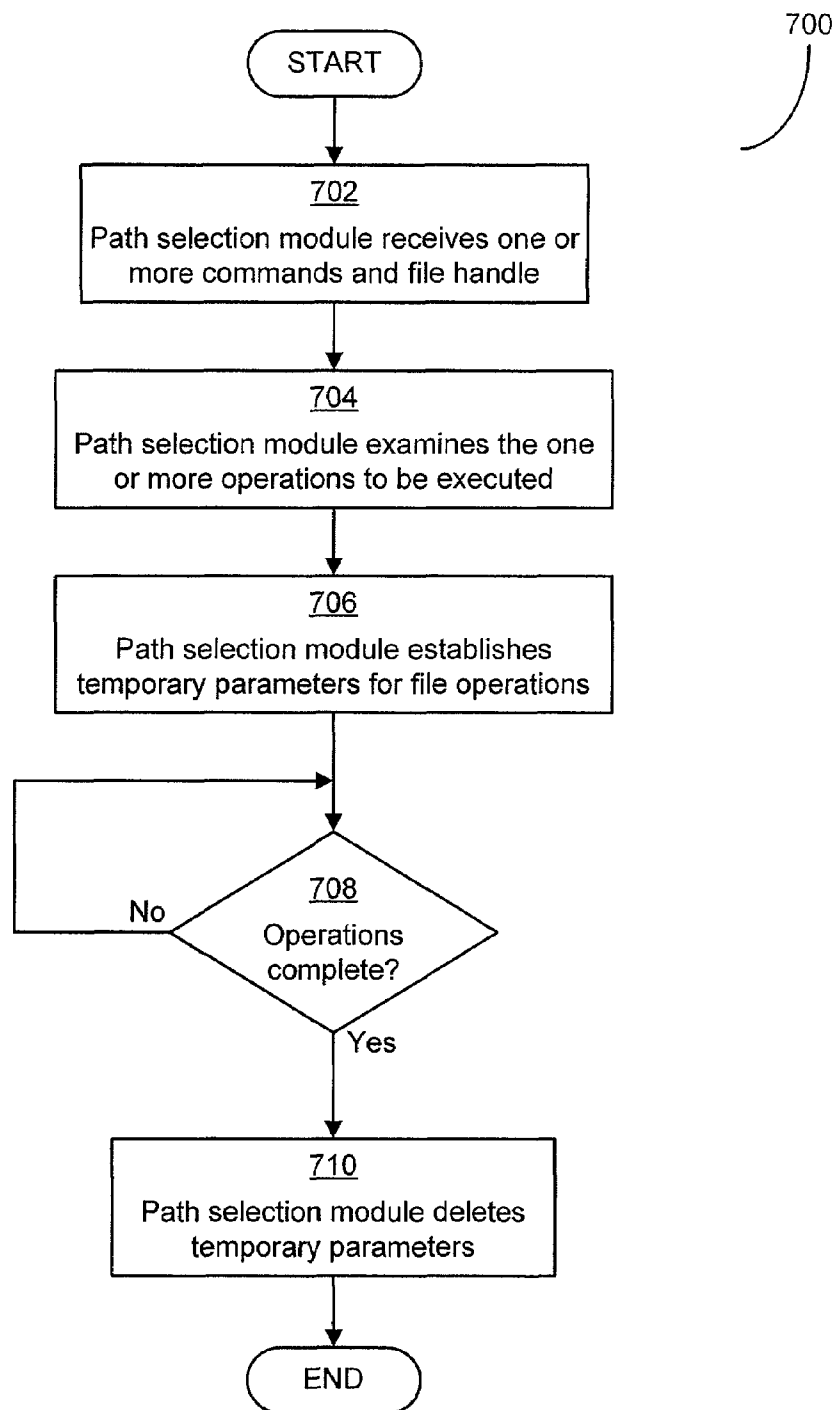 700
START
702
Path selection module receives one or
more commands and file handle
704
Path selection module examines the one
or more operations to be executed
706
Path selection module establishes
temporary parameters for file operations
708
Operations
complete?
No
Yes
710
Path selection module deletes
temporary parameters
END